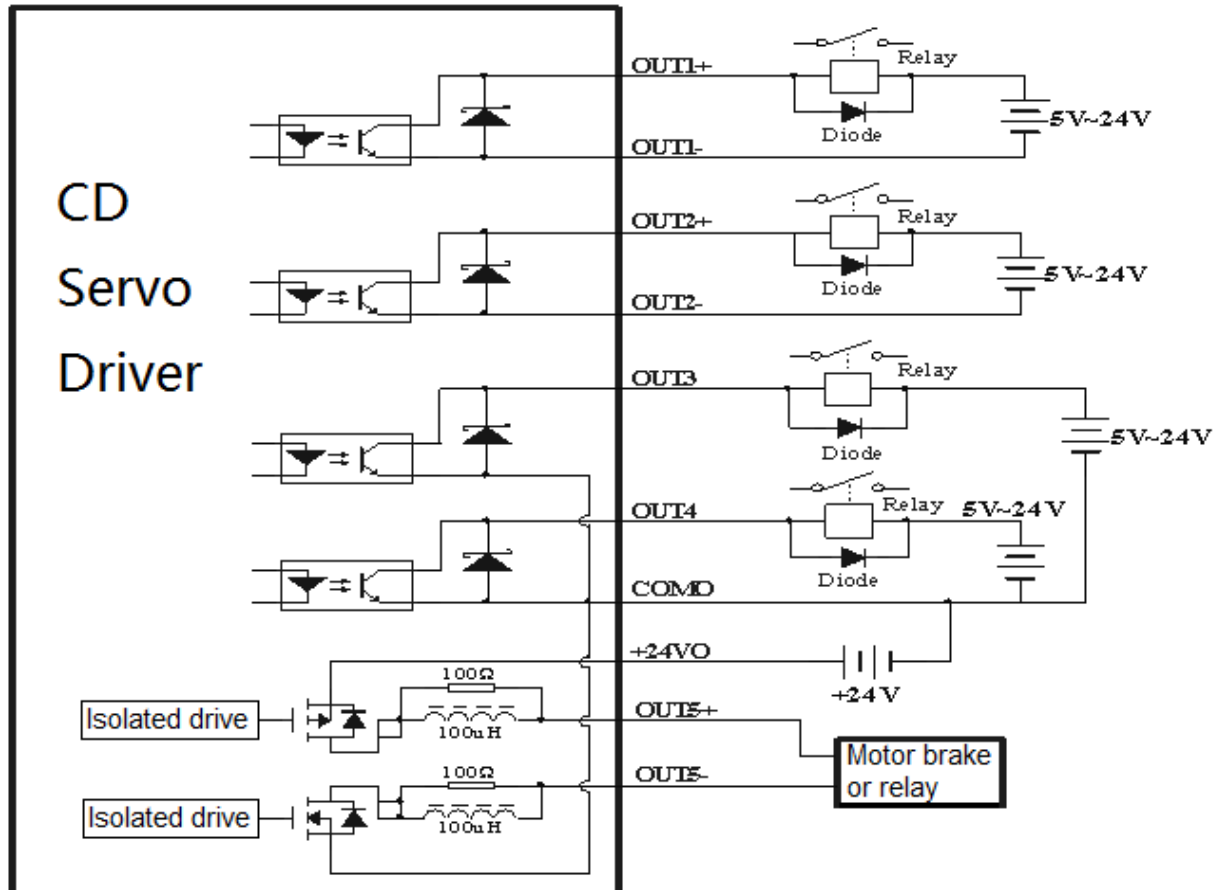 CD
Servo
Driver
OUT1+
Relay
Diode
5V~24V
OUT1-
OUT2+
Relay
Diode
5V~24V
OUT2-
OUT3
Relay
Diode
5V~24V
OUT4
Relay
5V~24V
Diode
COMO
+24VO
+24V
100Ω
100uH
Isolated drive
OUT5+
Motor brake
or relay
100Ω
100uH
Isolated drive
OUT5-